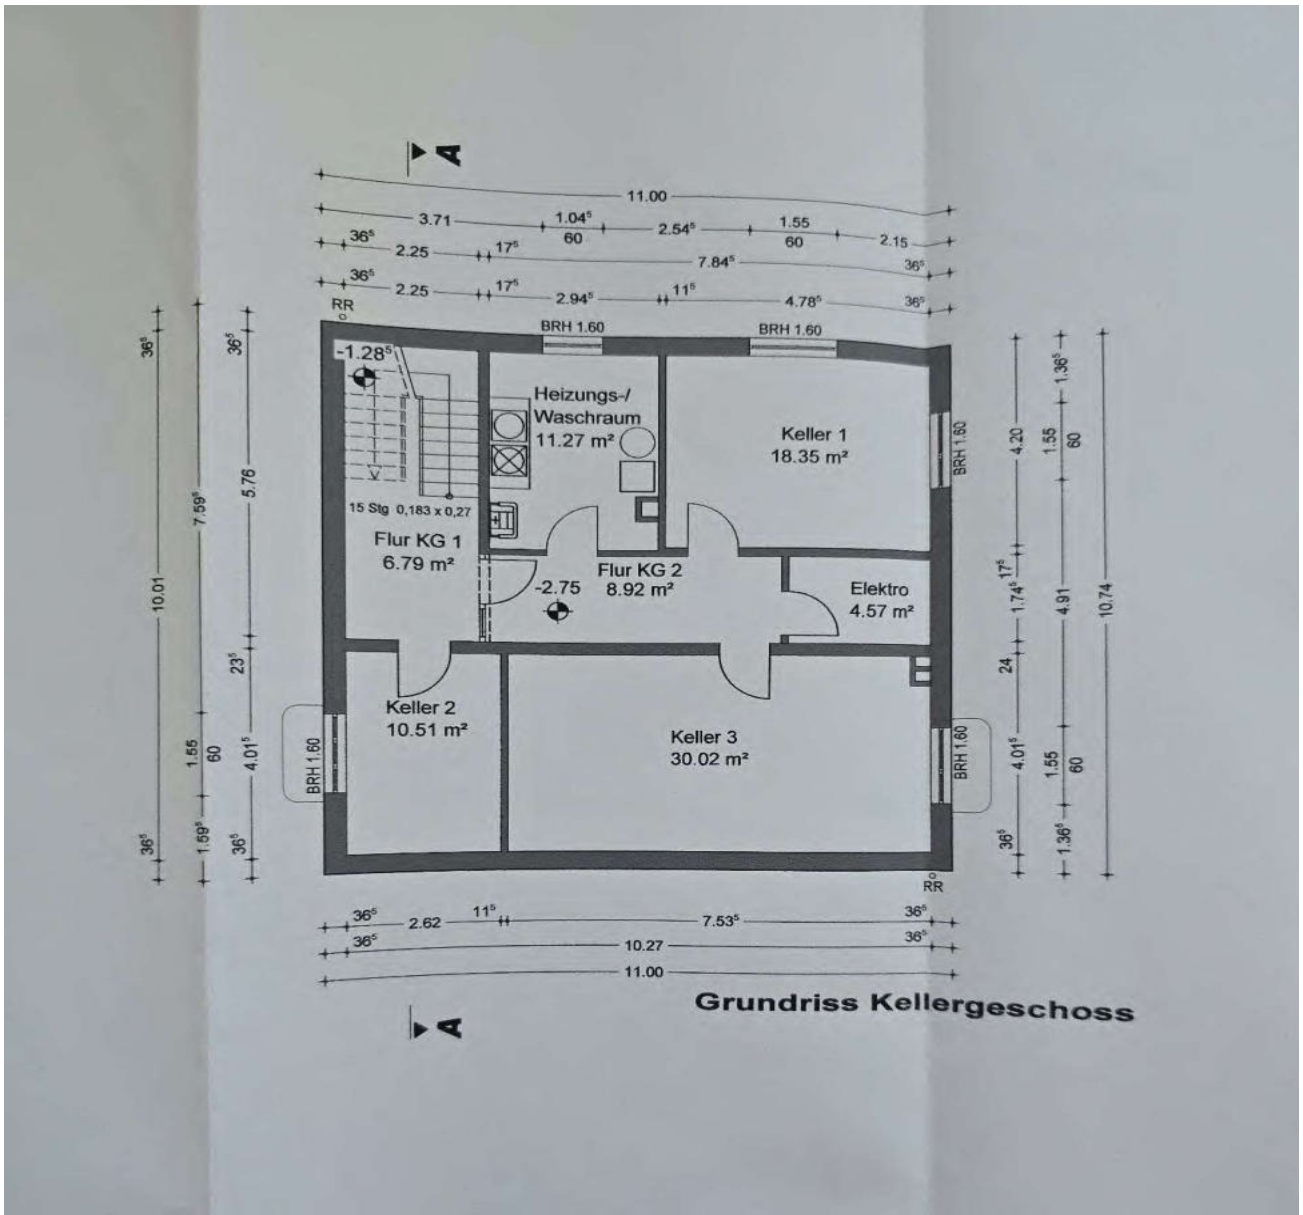 A
11.00
3.71
1.04⁵
60
2.54⁵
1.55
60
2.15
36⁵
2.25
17⁵
7.84⁵
36⁵
36⁵
2.25
17⁵
2.94⁵
11⁵
4.78⁵
36⁵
RR
BRH 1.60
BRH 1.60
-1.28⁵
Heizungs-/
Waschraum
11.27 m²
Keller 1
18.35 m²
BRH 1.60
15 Stg 0,183 x 0,27
Flur KG 1
6.79 m²
Flur KG 2
8.92 m²
-2.75
Elektro
4.57 m²
Keller 2
10.51 m²
Keller 3
30.02 m²
BRH 1.60
BRH 1.60
RR
36⁵
10.01
36⁵
7.59⁵
1.55
60
1.59⁵
36⁵
5.76
23⁵
4.01⁵
36⁵
4.20
17⁵
1.74⁵
24
4.01⁵
36⁵
1.36⁵
1.55
60
4.91
1.55
60
1.36⁵
10.74
36⁵
2.62
11⁵
7.53⁵
36⁵
36⁵
10.27
36⁵
11.00
Grundriss Kellergeschoss
A